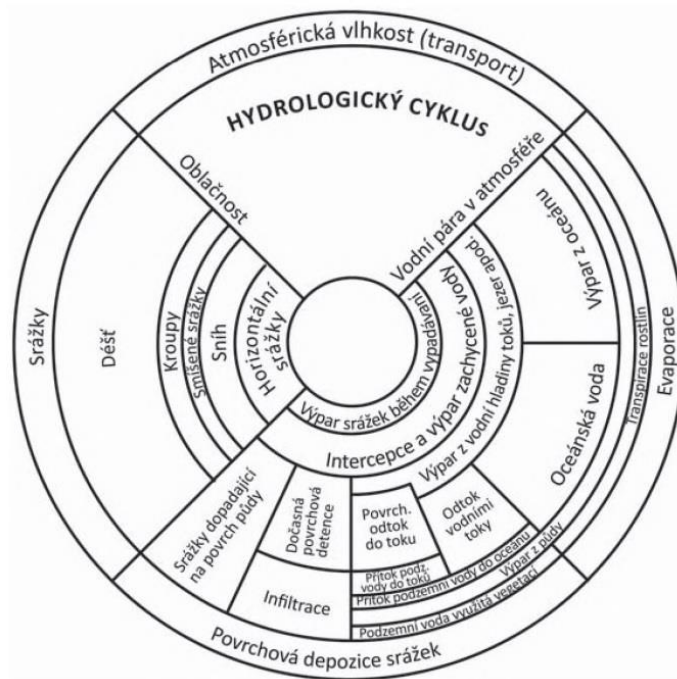 Atmosférická vlhkost (transport)
HYDROLOGICKÝ CYKLUS
Oblačnost
Vodní pára v atmosféře
Srážky
Déšť
Kroupy
Smíšené srážky
Sníh
Horizontální
srážky
Výpar srážek během vypadávaní
Intercepce a výpar zachycené vody
Výpar z vodní hladiny toků, jezer apod.
Výpar z oceánu
Oceánská voda
Transpirace rostlin
Evaporace
Srážky dopadající
na povrch půdy
Dočasná
povrchová
detence
Infiltrace
Povrch.
odtok
do toku
Odtok
vodními
toky
Přítok podz.
vody do toků
Přítok podzemní vody do oceánu
Výpar z půdy
Podzemní voda využitá vegetací
Povrchová depozice srážek